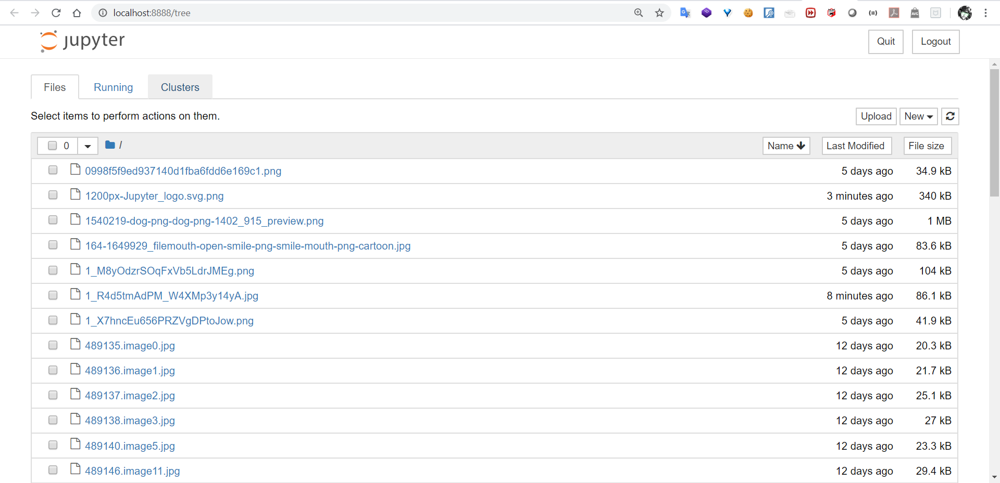 localhost:8888/tree
jupyter
Quit
Logout
Files
Running
Clusters
Select items to perform actions on them.
Upload
New
0
/
Name
Last Modified
File size
0998f5f9ed937140d1fba6fdd6e169c1.png 5 days ago 34.9 kB
1200px-Jupyter_logo.svg.png 3 minutes ago 340 kB
1540219-dog-png-dog-png-1402_915_preview.png 5 days ago 1 MB
164-1649929_filemouth-open-smile-png-smile-mouth-png-cartoon.jpg 5 days ago 83.6 kB
1_M8yOdzrSOqFxVb5LdrJMEg.png 5 days ago 104 kB
1_R4d5tmAdPM_W4XMp3y14yA.jpg 8 minutes ago 86.1 kB
1_X7hncEu656PRZVgDPtoJow.png 5 days ago 41.9 kB
489135.image0.jpg 12 days ago 20.3 kB
489136.image1.jpg 12 days ago 21.7 kB
489137.image2.jpg 12 days ago 25.1 kB
489138.image3.jpg 12 days ago 27 kB
489140.image5.jpg 12 days ago 23.3 kB
489146.image11.jpg 12 days ago 29.4 kB